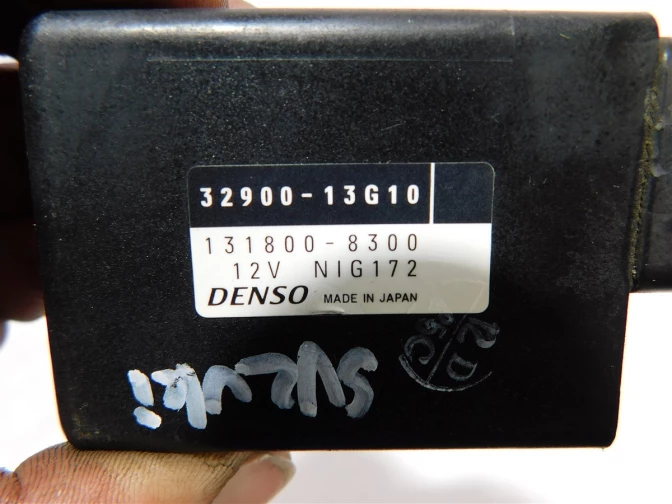 32900-13G10
131800-8300
12V NIG172
DENSO MADE IN JAPAN
suzuki